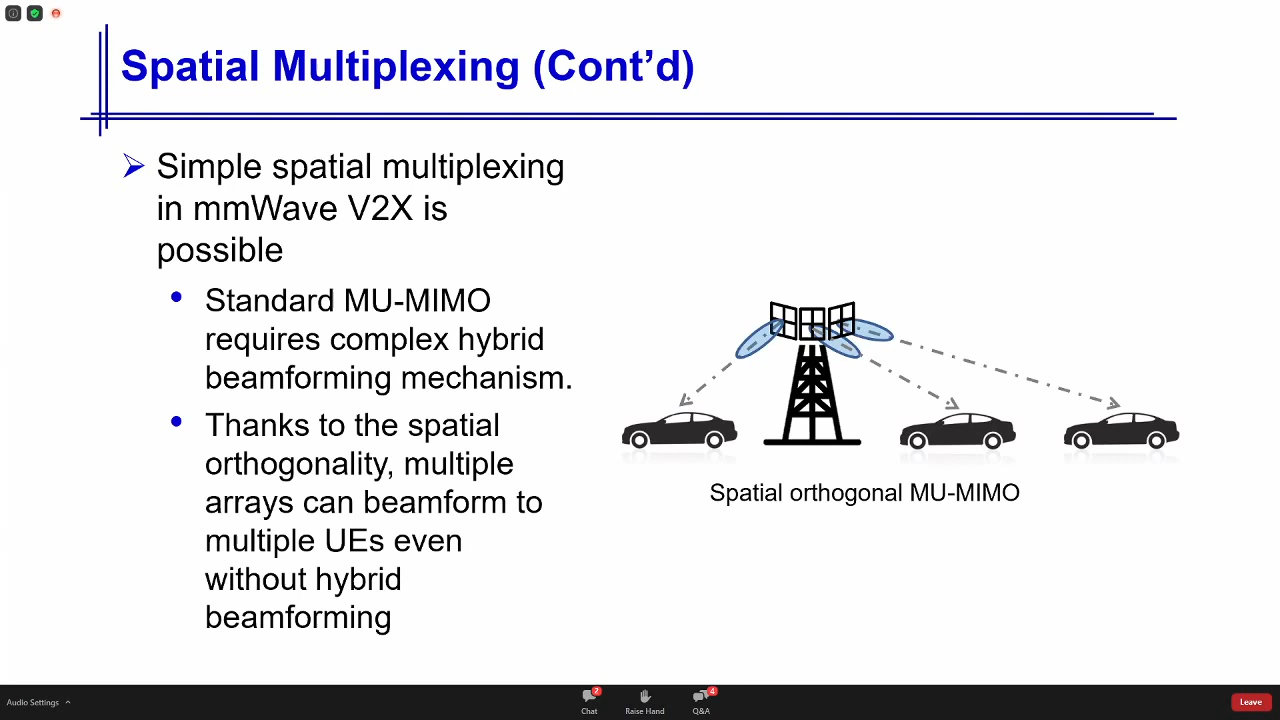 Spatial Multiplexing (Cont’d)
Simple spatial multiplexing
in mmWave V2X is
possible
Standard MU-MIMO
requires complex hybrid
beamforming mechanism.
Thanks to the spatial
orthogonality, multiple
arrays can beamform to
multiple UEs even
without hybrid
beamforming
Spatial orthogonal MU-MIMO
Audio Settings
2
Chat
Raise Hand
4
Q&A
Leave